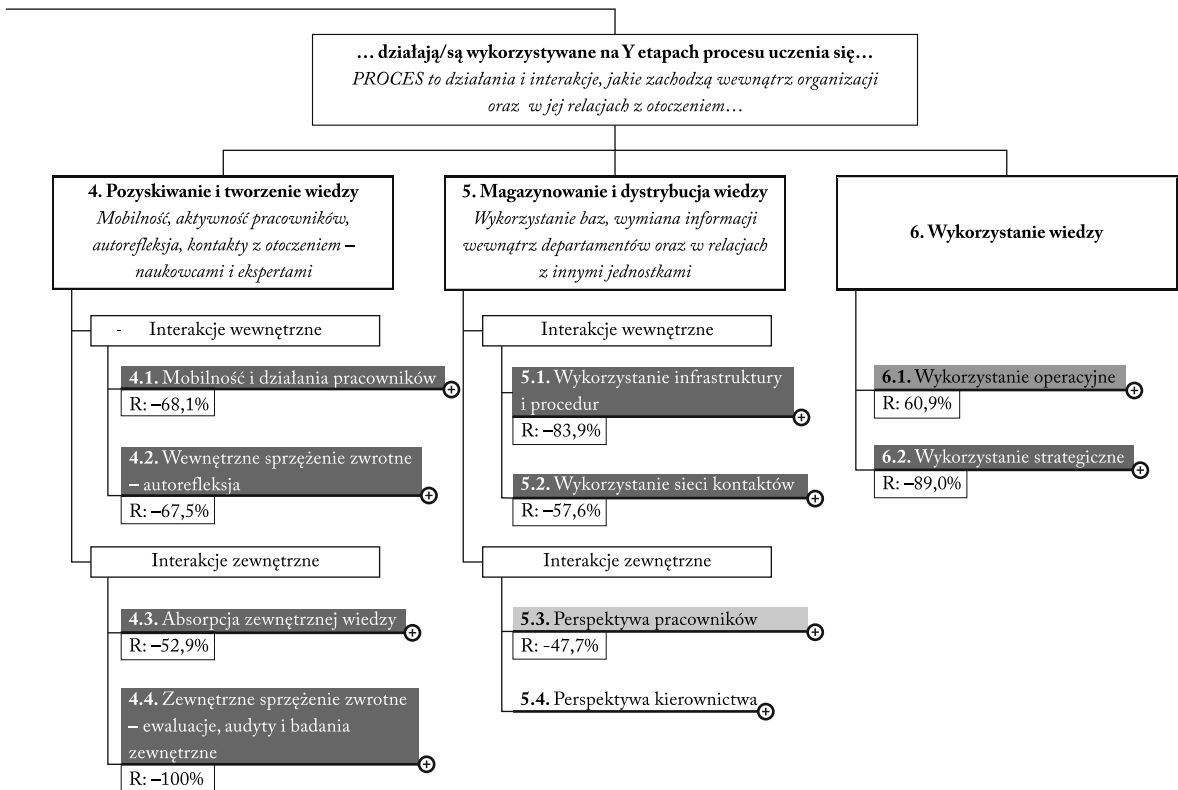 … działają/są wykorzystywane na Y etapach procesu uczenia się…
PROCES to działania i interakcje, jakie zachodzą wewnątrz organizacji
oraz w jej relacjach z otoczeniem…
4. Pozyskiwanie i tworzenie wiedzy
Mobilność, aktywność pracowników,
autorefleksja, kontakty z otoczeniem –
naukowcami i ekspertami
- Interakcje wewnętrzne
4.1. Mobilność i działania pracowników
R: –68,1%
4.2. Wewnętrzne sprzężenie zwrotne
– autorefleksja
R: –67,5%
Interakcje zewnętrzne
4.3. Absorpcja zewnętrznej wiedzy
R: –52,9%
4.4. Zewnętrzne sprzężenie zwrotne
– ewaluacje, audyty i badania
zewnętrzne
R: –100%
5. Magazynowanie i dystrybucja wiedzy
Wykorzystanie baz, wymiana informacji
wewnątrz departamentów oraz w relacjach
z innymi jednostkami
Interakcje wewnętrzne
5.1. Wykorzystanie infrastruktury
i procedur
R: –83,9%
5.2. Wykorzystanie sieci kontaktów
R: –57,6%
Interakcje zewnętrzne
5.3. Perspektywa pracowników
R: -47,7%
5.4. Perspektywa kierownictwa
6. Wykorzystanie wiedzy
6.1. Wykorzystanie operacyjne
R: 60,9%
6.2. Wykorzystanie strategiczne
R: –89,0%